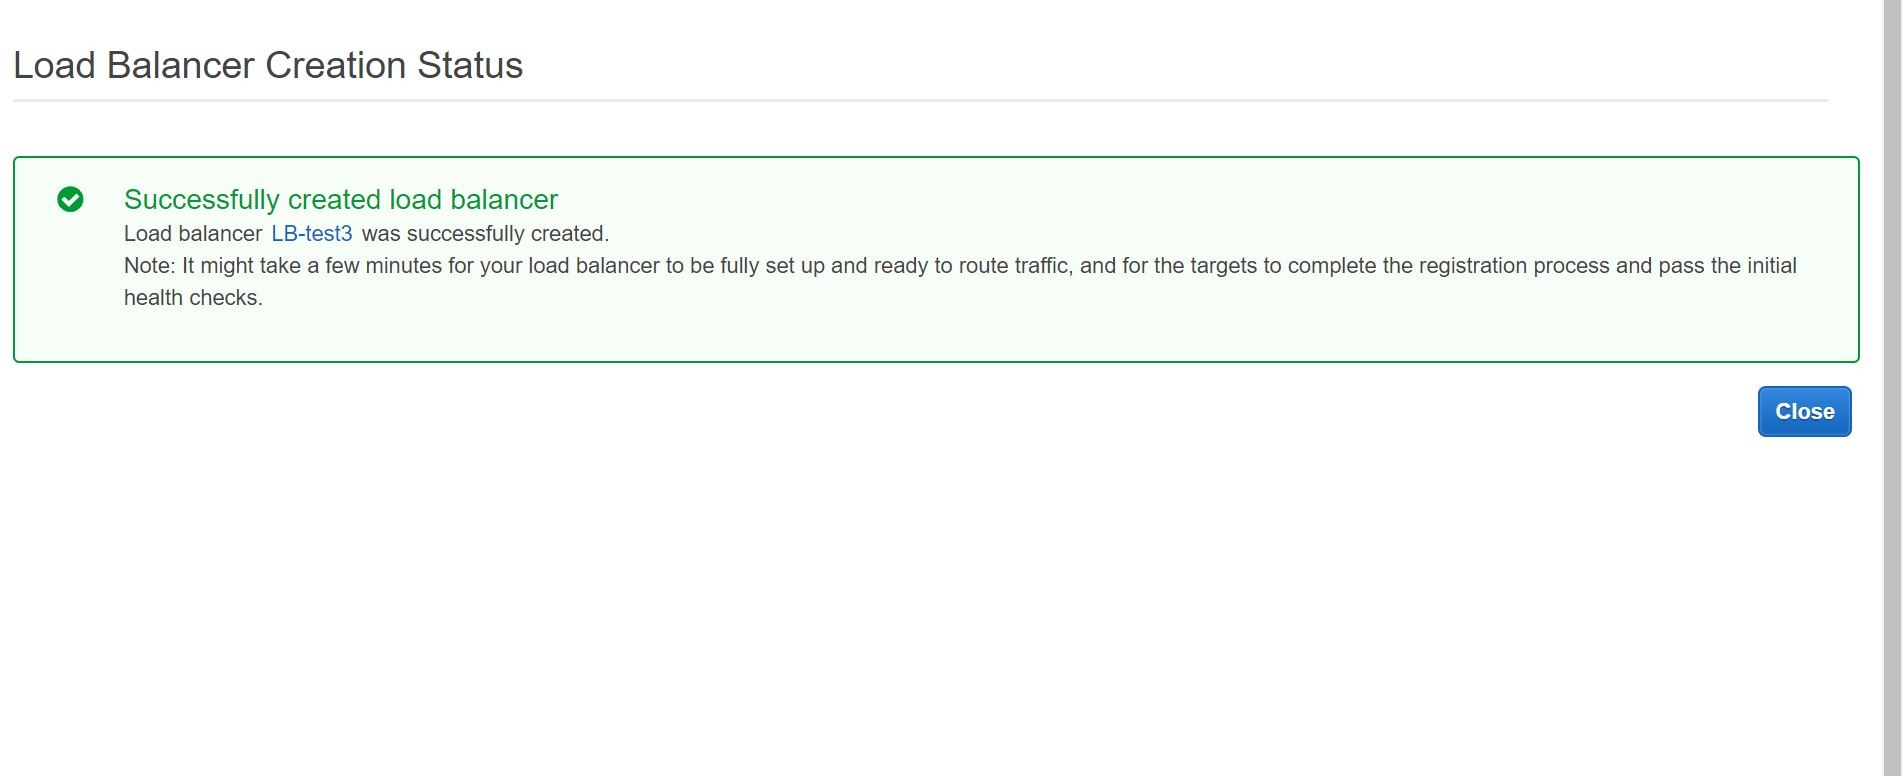 Load Balancer Creation Status
Successfully created load balancer
Load balancer LB-test3 was successfully created.
Note: It might take a few minutes for your load balancer to be fully set up and ready to route traffic, and for the targets to complete the registration process and pass the initial
health checks.
Close